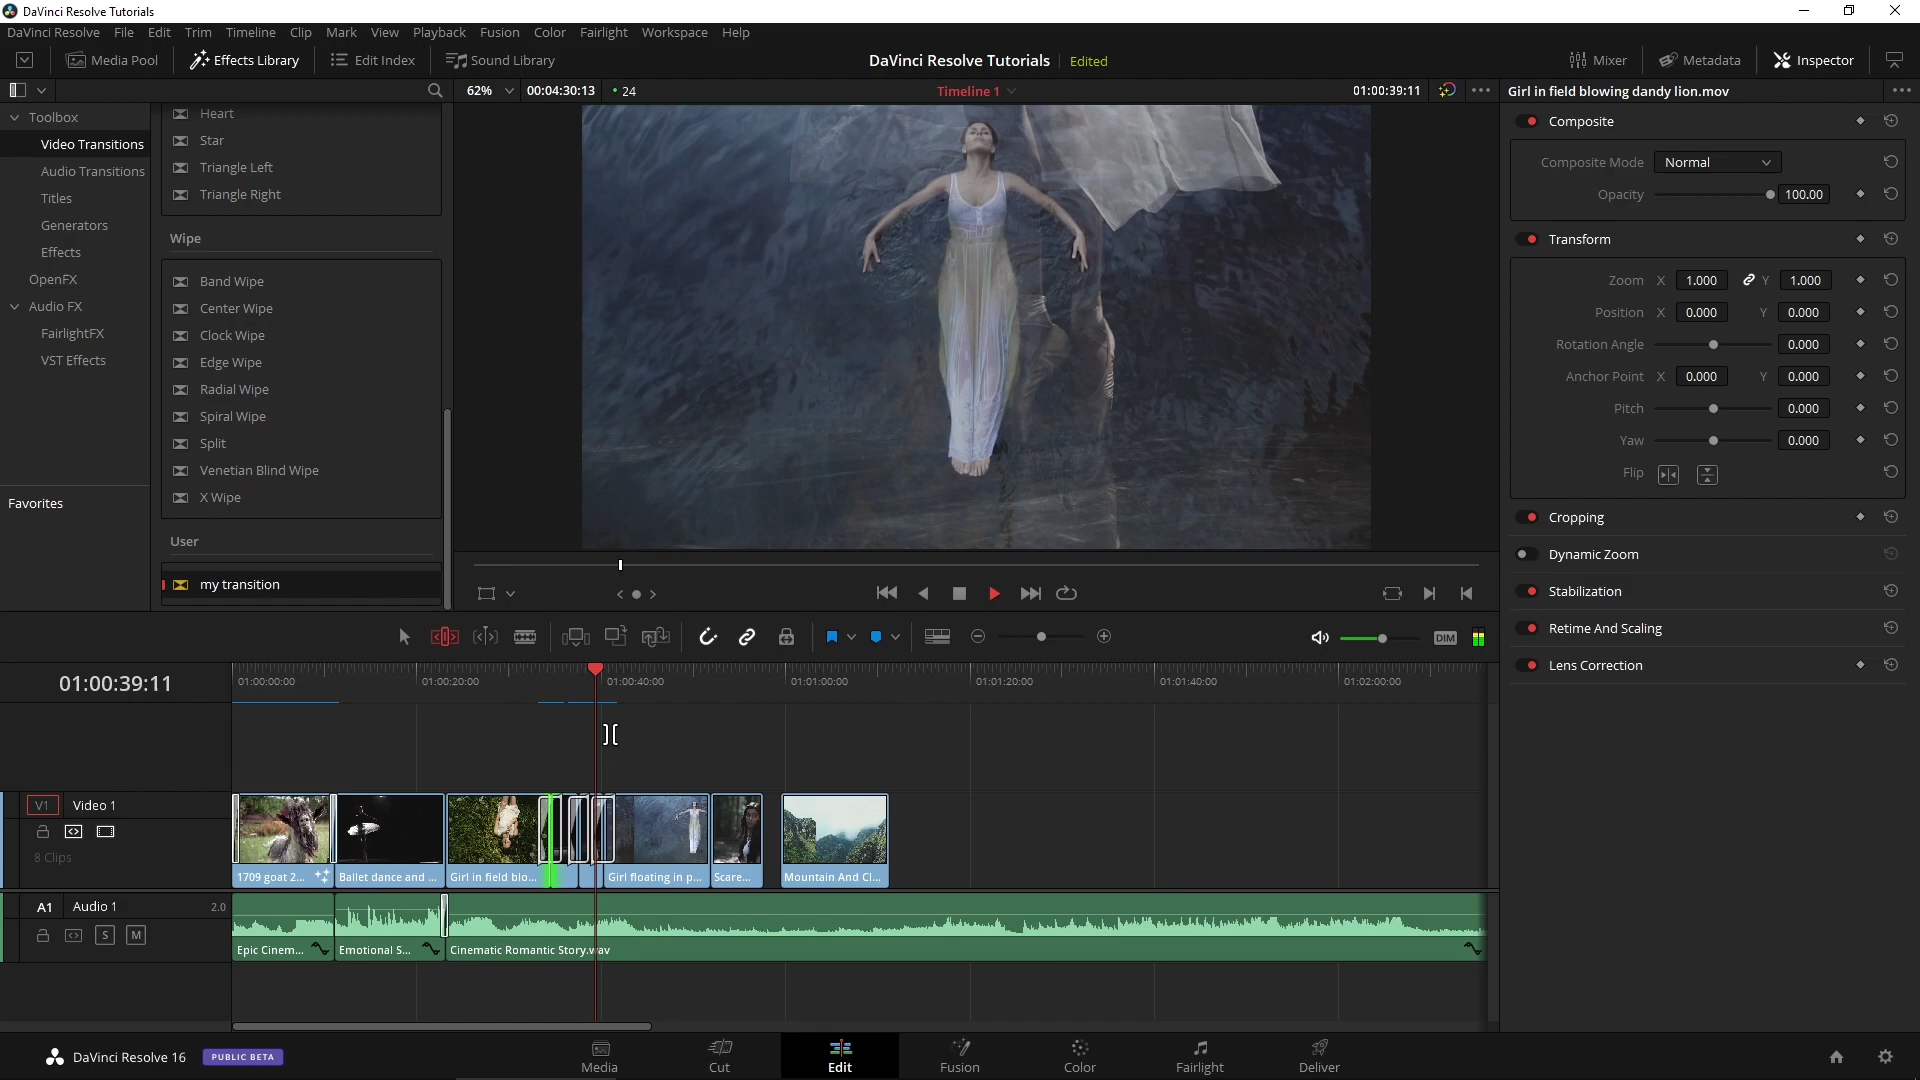 DaVinci Resolve Tutorials
DaVinci Resolve File Edit Trim Timeline Clip Mark View Playback Fusion Color Fairlight Workspace Help
Media Pool Effects Library Edit Index Sound Library DaVinci Resolve Tutorials Edited Mixer Metadata Inspector
62% 00:04:30:13 24 Timeline 1 01:00:39:11 Girl in field blowing dandy lion.mov
Toolbox
Video Transitions
Audio Transitions
Titles
Generators
Effects
OpenFX
Audio FX
FairlightFX
VST Effects
Favorites
Heart
Star
Triangle Left
Triangle Right
Wipe
Band Wipe
Center Wipe
Clock Wipe
Edge Wipe
Radial Wipe
Spiral Wipe
Split
Venetian Blind Wipe
X Wipe
User
my transition
Composite
Composite Mode Normal
Opacity 100.00
Transform
Zoom X 1.000 Y 1.000
Position X 0.000 Y 0.000
Rotation Angle 0.000
Anchor Point X 0.000 Y 0.000
Pitch 0.000
Yaw 0.000
Flip
Cropping
Dynamic Zoom
Stabilization
Retime And Scaling
Lens Correction
DIM
01:00:39:11
01:00:00:00 01:00:20:00 01:00:40:00 01:01:00:00 01:01:20:00 01:01:40:00 01:02:00:00
V1 Video 1
8 Clips
1709 goat 2... Ballet dance and ... Girl in field blo... Girl floating in p... Scare... Mountain And Cl...
A1 Audio 1 2.0
S M
Epic Cinem... Emotional S... Cinematic Romantic Story.wav
DaVinci Resolve 16 PUBLIC BETA
Media Cut Edit Fusion Color Fairlight Deliver